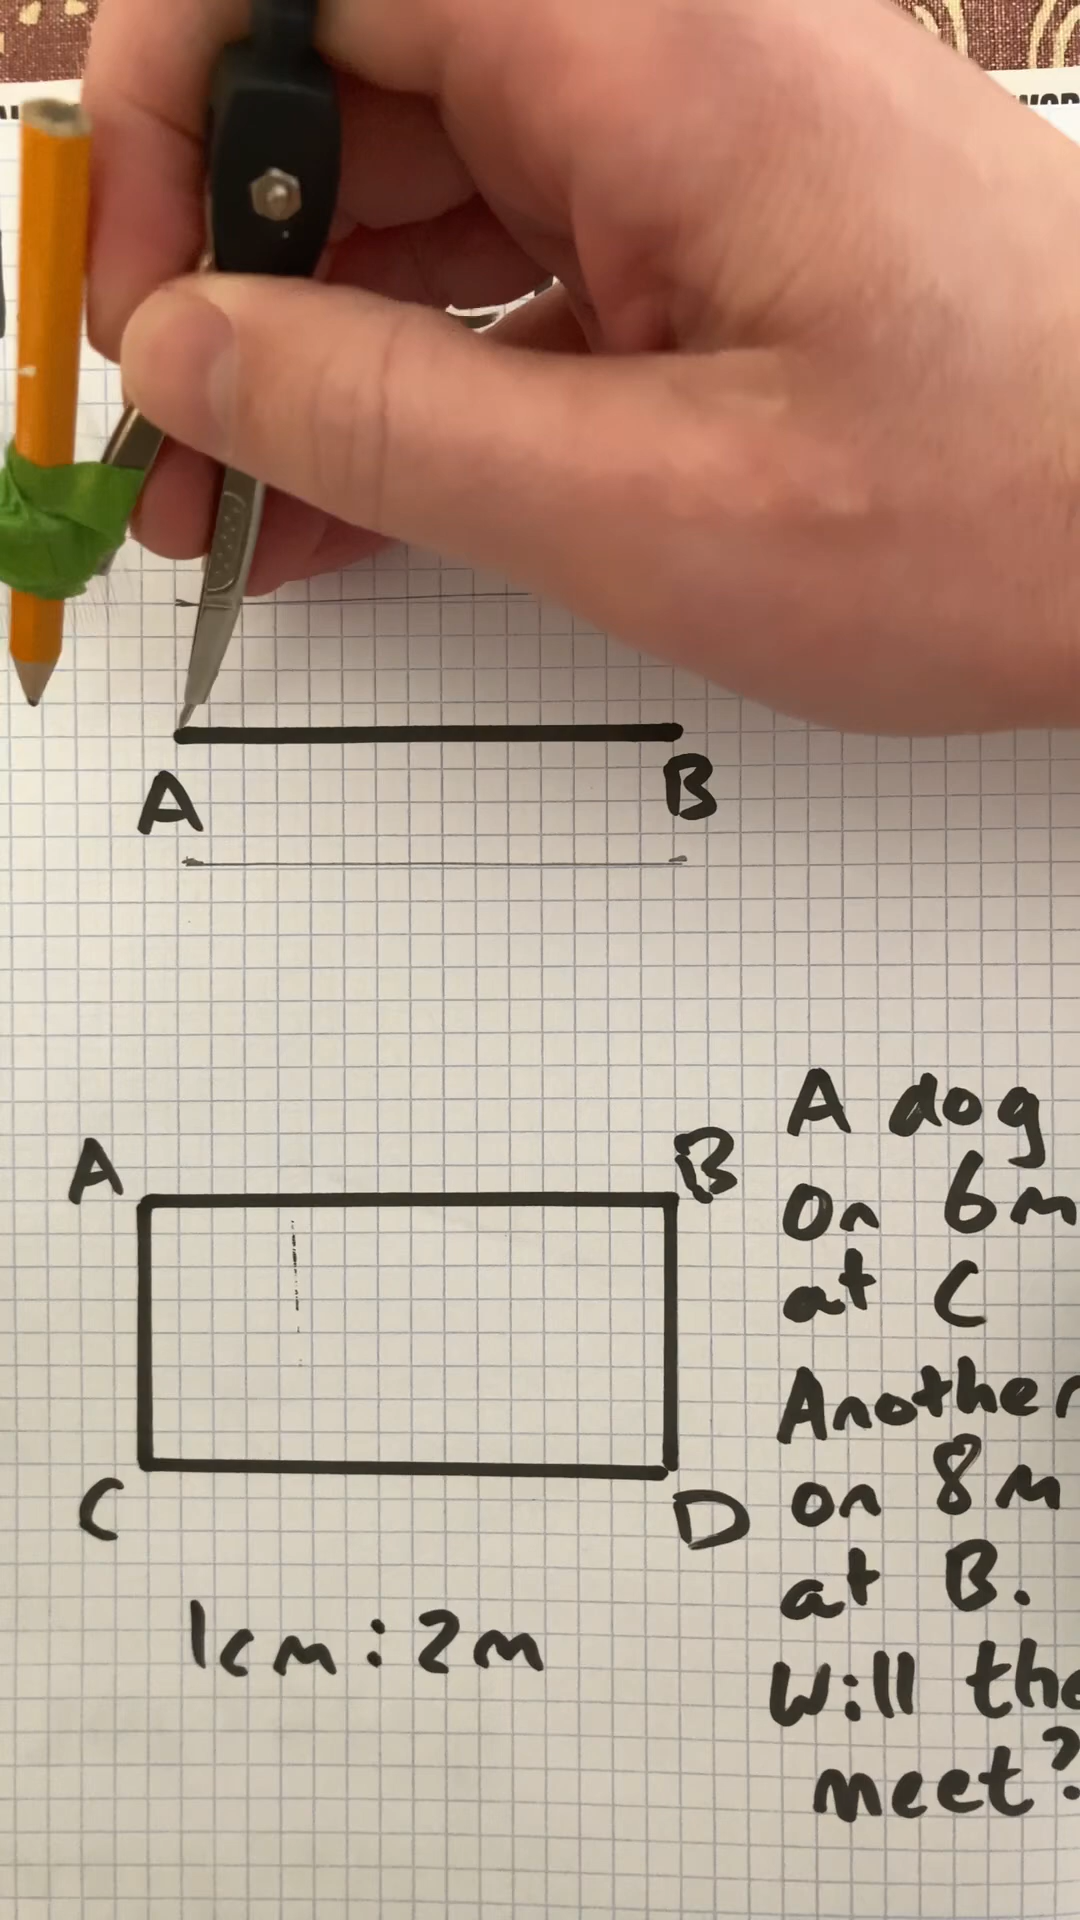 A
B
A
B
C
D
1cm:2m
A dog
on 6m
at C
Another
on 8m
at B.
Will the
meet?